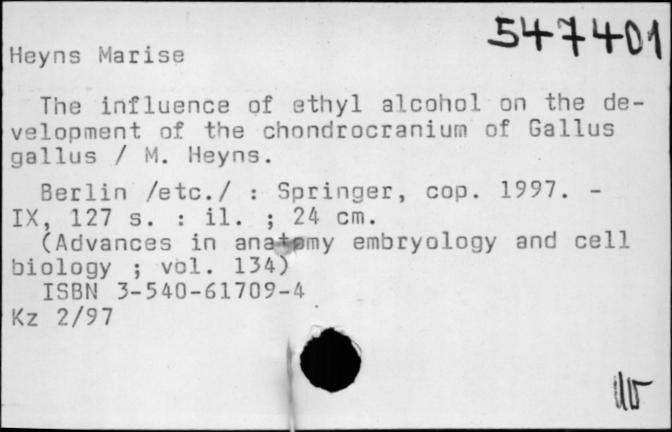 547401
Heyns Marise
The influence of ethyl alcohol on the de-
velopment of the chondrocranium of Gallus
gallus / M. Heyns.
Berlin /etc./ : Springer, cop. 1997. -
IX, 127 s. : il. ; 24 cm.
(Advances in anatomy embryology and cell
biology ; vol. 134)
ISBN 3-540-61709-4
Kz 2/97